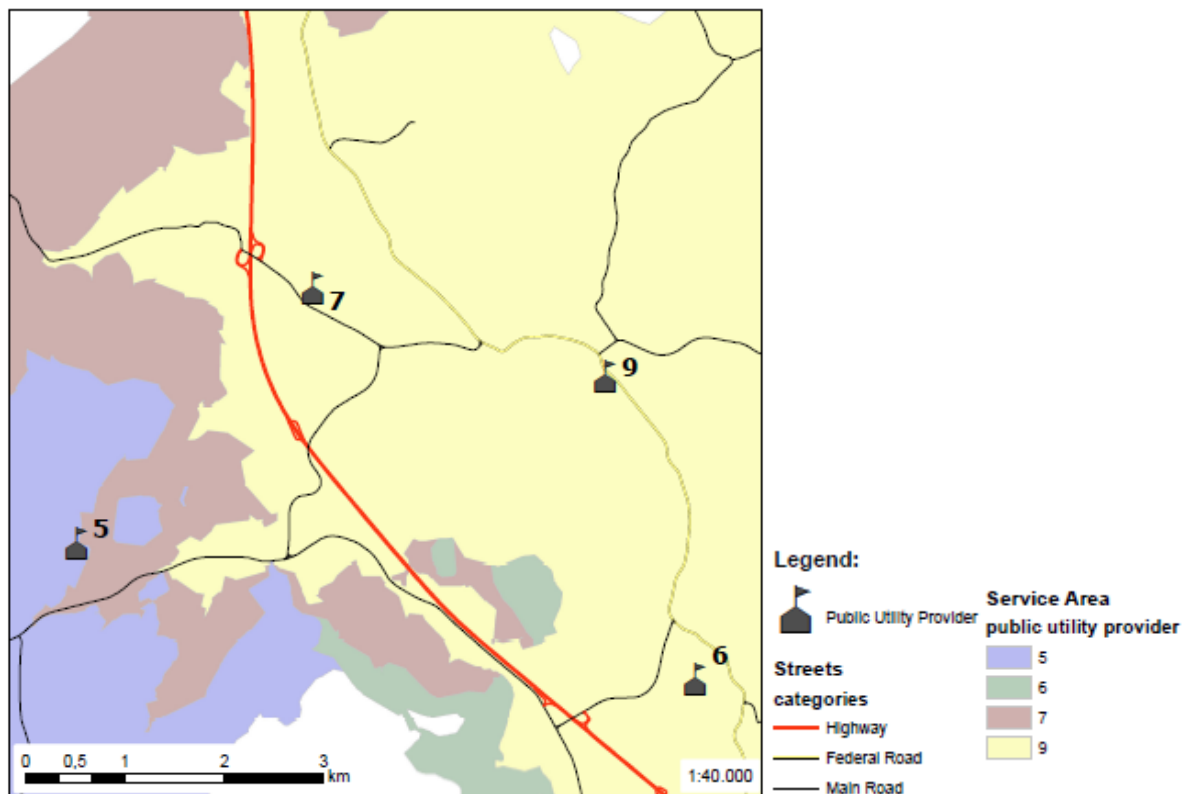 7
9
5
6
0 0,5 1 2 3
km
1:40.000
Legend:
Public Utility Provider
Streets
categories
Highway
Federal Road
Main Road
Service Area
public utility provider
5
6
7
9